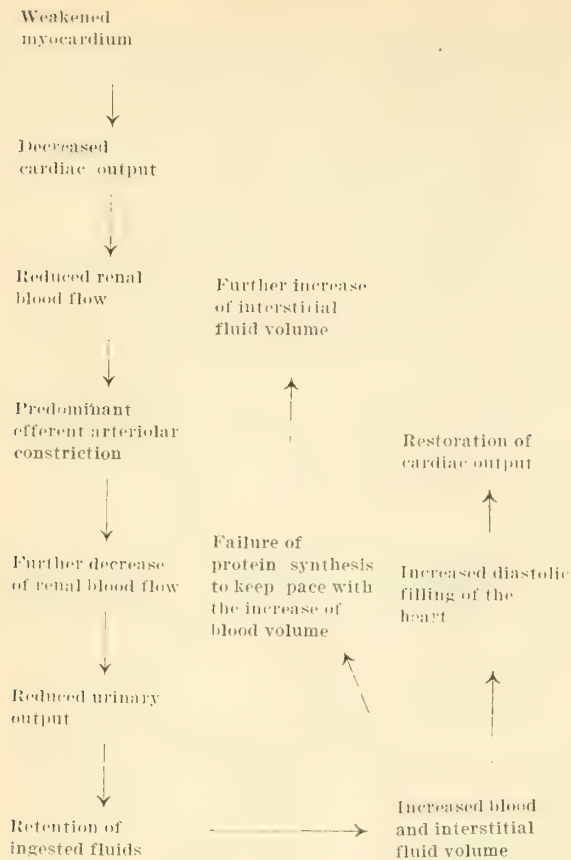 Weakened
myocardium
Decreased
cardiac output
Reduced renal
blood flow
Predominant
efferent arteriolar
constriction
Further decrease
of renal blood flow
Reduced urinary
output
Retention of
ingested fluids
Increased blood
and interstitial
fluid volume
Failure of
protein synthesis
to keep pace with
the increase of
blood volume
Further increase
of interstitial
fluid volume
Increased diastolic
filling of the
heart
Restoration of
cardiac output